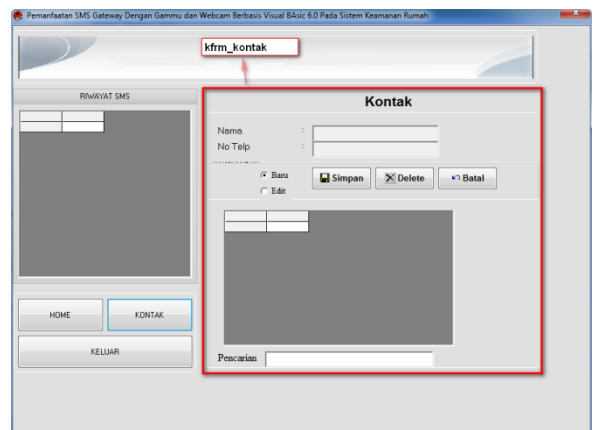 Pemanfaatan SMS Gateway Dengan Gammu dan Webcam Berbasis Visual BAsic 6.0 Pada Sistem Keamanan Rumah
kfrm_kontak
RIWAYAT SMS
Kontak
Nama :
No Telp :
Baru
Edit
Simpan
Delete
Batal
HOME
KONTAK
KELUAR
Pencarian